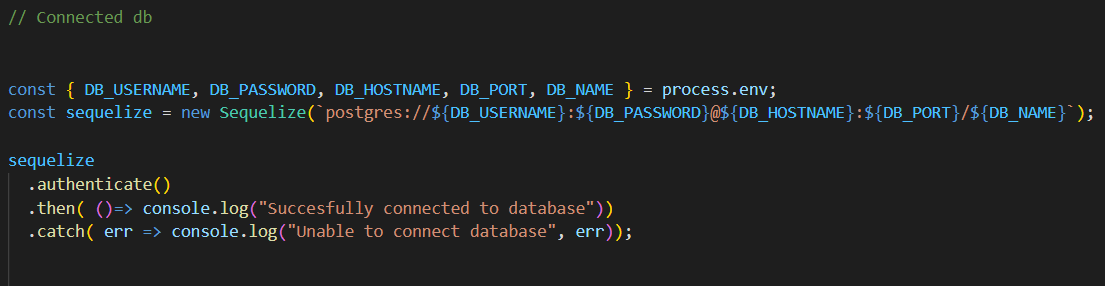 // Connected db
const { DB_USERNAME, DB_PASSWORD, DB_HOSTNAME, DB_PORT, DB_NAME } = process.env;
const sequelize = new Sequelize(`postgres://${DB_USERNAME}:${DB_PASSWORD}@${DB_HOSTNAME}:${DB_PORT}/${DB_NAME}`);
sequelize
.authenticate()
.then( ()=> console.log("Succesfully connected to database"))
.catch( err => console.log("Unable to connect database", err));